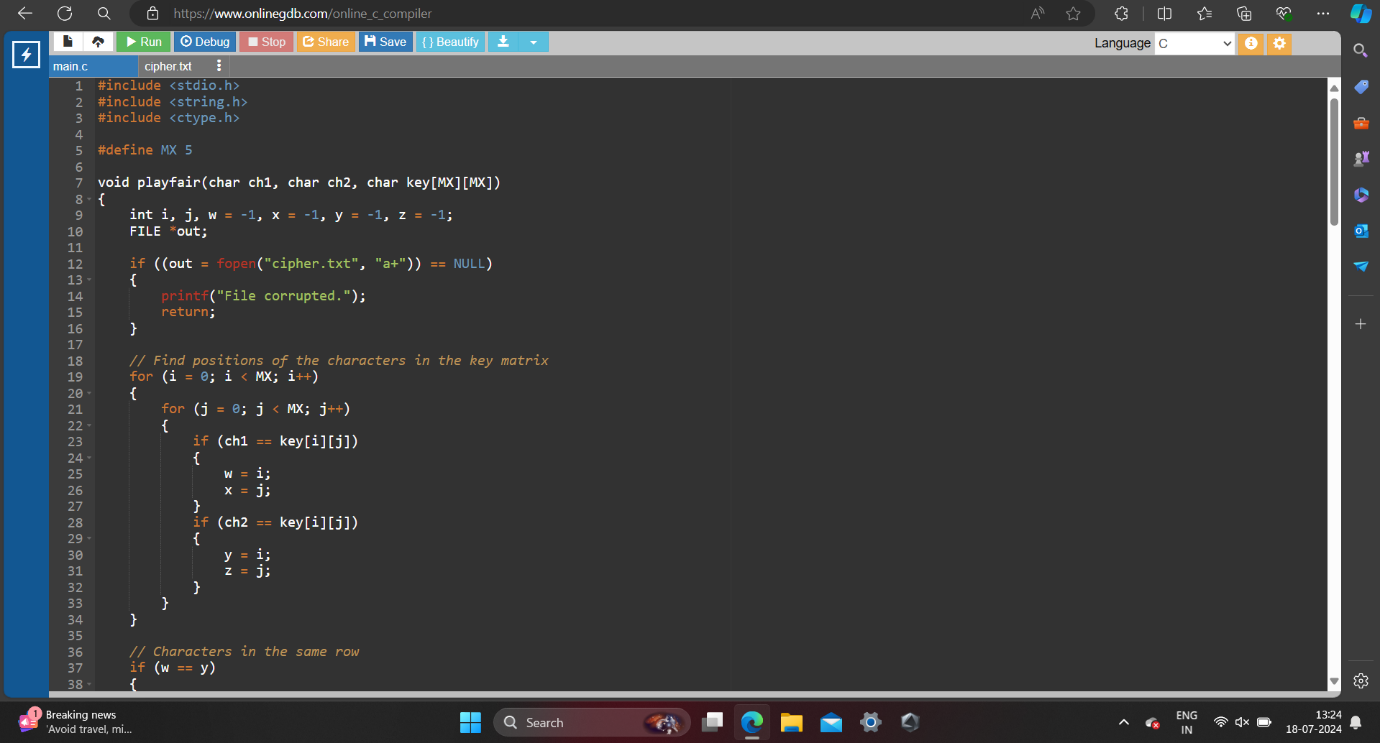 https://www.onlinegdb.com/online_c_compiler
Run Debug Stop Share Save { } Beautify
Language C
main.c cipher.txt
1 #include <stdio.h>
2 #include <string.h>
3 #include <ctype.h>
4
5 #define MX 5
6
7 void playfair(char ch1, char ch2, char key[MX][MX])
8 {
9 int i, j, w = -1, x = -1, y = -1, z = -1;
10 FILE *out;
11
12 if ((out = fopen("cipher.txt", "a+")) == NULL)
13 {
14 printf("File corrupted.");
15 return;
16 }
17
18 // Find positions of the characters in the key matrix
19 for (i = 0; i < MX; i++)
20 {
21 for (j = 0; j < MX; j++)
22 {
23 if (ch1 == key[i][j])
24 {
25 w = i;
26 x = j;
27 }
28 if (ch2 == key[i][j])
29 {
30 y = i;
31 z = j;
32 }
33 }
34 }
35
36 // Characters in the same row
37 if (w == y)
38 {
1
Breaking news
'Avoid travel, mi...
Search
ENG
IN
13:24
18-07-2024